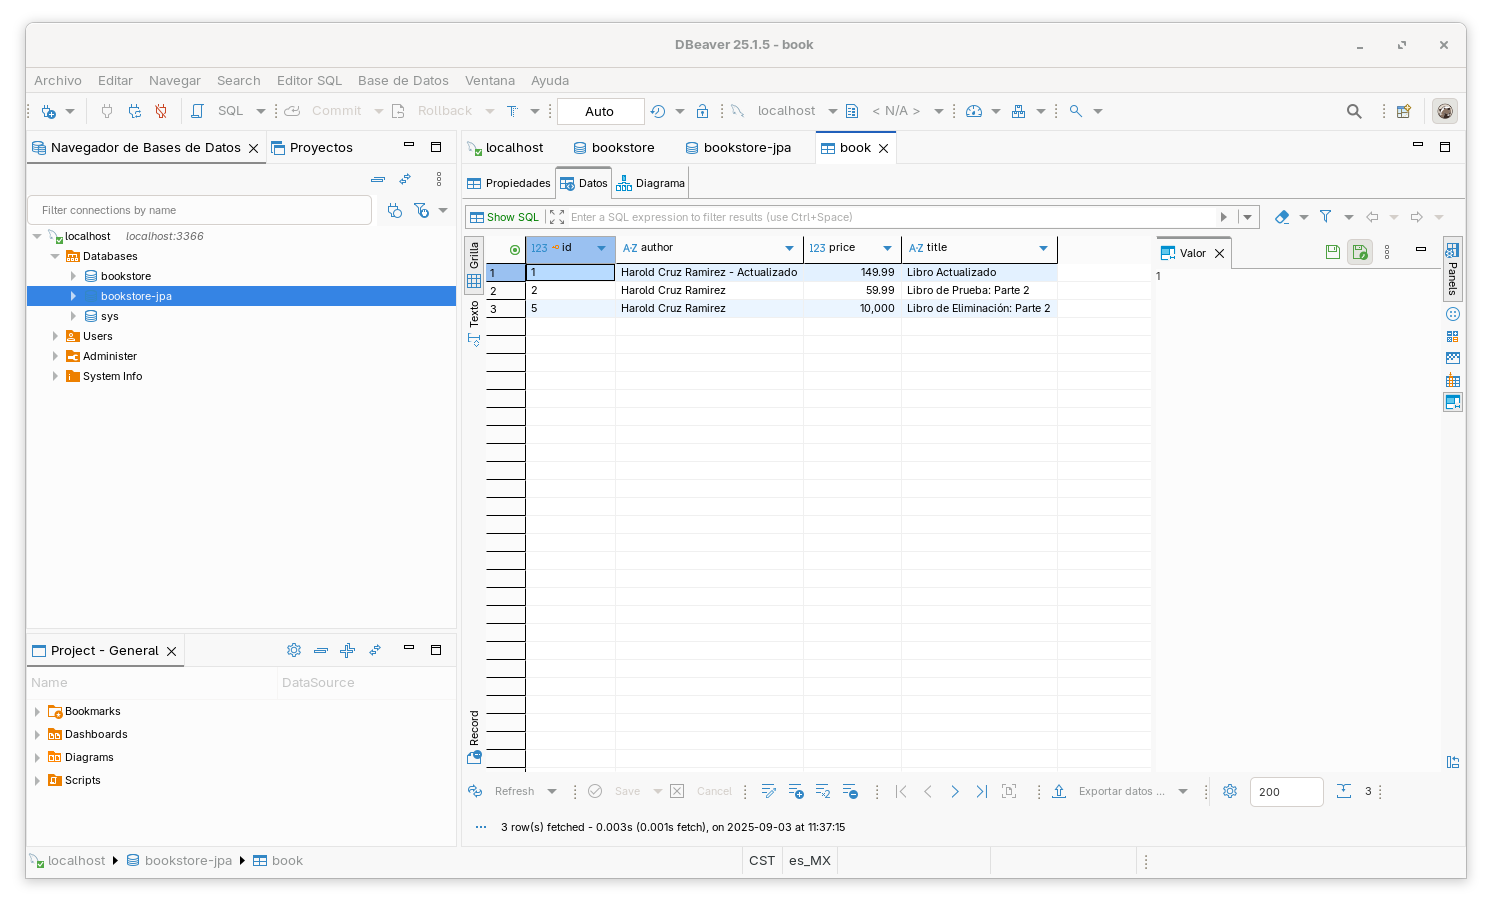 DBeaver 25.1.5 - book
Archivo Editar Navegar Search Editor SQL Base de Datos Ventana Ayuda
SQL Commit Rollback T Auto localhost < N/A >
Navegador de Bases de Datos Proyectos
Filter connections by name
localhost localhost:3366
Databases
bookstore
bookstore-jpa
sys
Users
Administer
System Info
Project - General
Name DataSource
Bookmarks
Dashboards
Diagrams
Scripts
localhost bookstore bookstore-jpa book
Propiedades Datos Diagrama
Show SQL Enter a SQL expression to filter results (use Ctrl+Space)
Grilla
Texto
Record
123 id A-Z author 123 price A-Z title
1 1 Harold Cruz Ramirez - Actualizado 149.99 Libro Actualizado
2 2 Harold Cruz Ramirez 59.99 Libro de Prueba: Parte 2
3 5 Harold Cruz Ramirez 10,000 Libro de Eliminación: Parte 2
Valor
1
Panels
Refresh Save Cancel Exportar datos ... 200 3
3 row(s) fetched - 0.003s (0.001s fetch), on 2025-09-03 at 11:37:15
localhost bookstore-jpa book CST es_MX